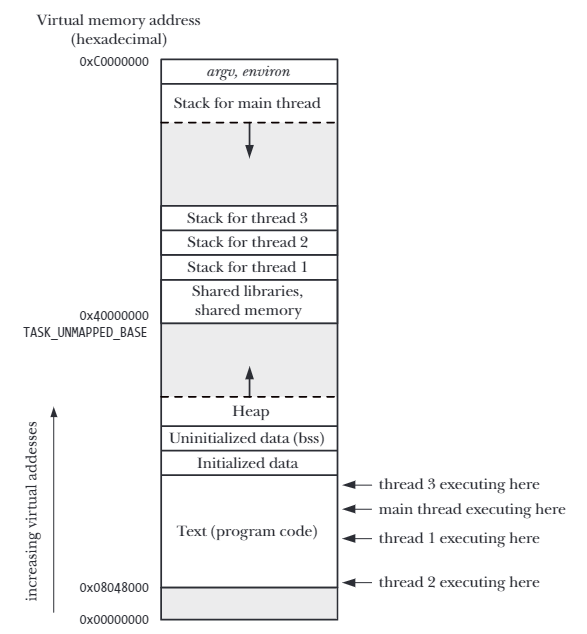 Virtual memory address
(hexadecimal)
0xC0000000
argv, environ
Stack for main thread
Stack for thread 3
Stack for thread 2
Stack for thread 1
Shared libraries,
shared memory
0x40000000
TASK_UNMAPPED_BASE
Heap
Uninitialized data (bss)
Initialized data
thread 3 executing here
main thread executing here
Text (program code)
thread 1 executing here
thread 2 executing here
0x08048000
0x00000000
increasing virtual addesses